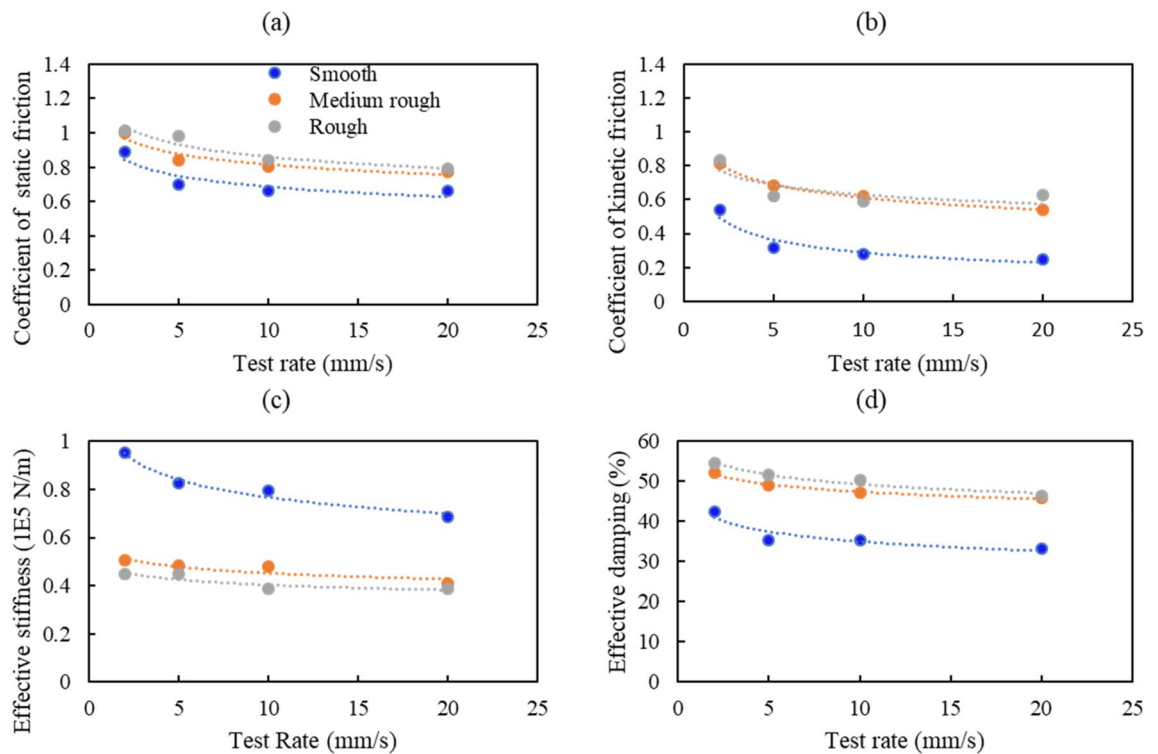 (a)
Coefficient of static friction
1.4
1.2
1
0.8
0.6
0.4
0.2
0
Smooth
Medium rough
Rough
0 5 10 15 20 25
Test rate (mm/s)
(b)
Coefficient of kinetic friction
1.4
1.2
1
0.8
0.6
0.4
0.2
0
0 5 10 15 20 25
Test rate (mm/s)
(c)
Effective stiffness (1E5 N/m)
1
0.8
0.6
0.4
0.2
0
0 5 10 15 20 25
Test Rate (mm/s)
(d)
Effective damping (%)
60
50
40
30
20
10
0
0 5 10 15 20 25
Test rate (mm/s)